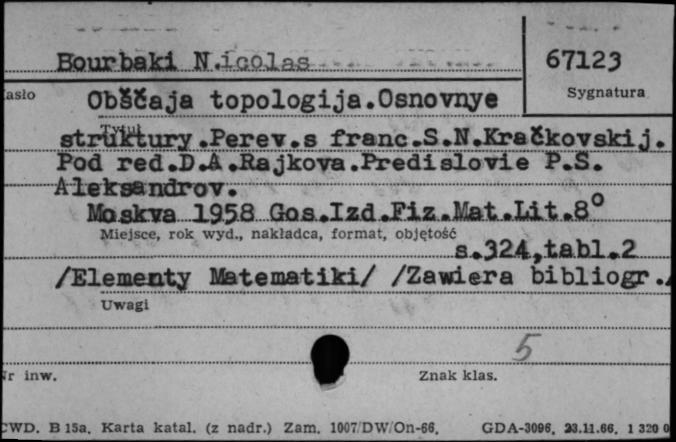 Bourbaki N.icolas
67123
asło
Sygnatura
Obščaja topologija.Osnovnye
Tytuł
struktury.Perev.s franc.S.N.Kračkovskij.
Pod red.D.A.Rajkova.Predislovie P.S.
Aleksandrov.
Moskva 1958 Gos.Izd.Fiz.Mat.Lit.8°
Miejsce, rok wyd., nakładca, format, objętość
s.324,tabl.2
/Elementy Matematiki/ /Zawiera bibliogr./
Uwagi
5
Nr inw.
Znak klas.
CWD. B 15a. Karta katal. (z nadr.) Zam. 1007/DW/On-66. GDA-3096. 23.11.66. 1 320 0